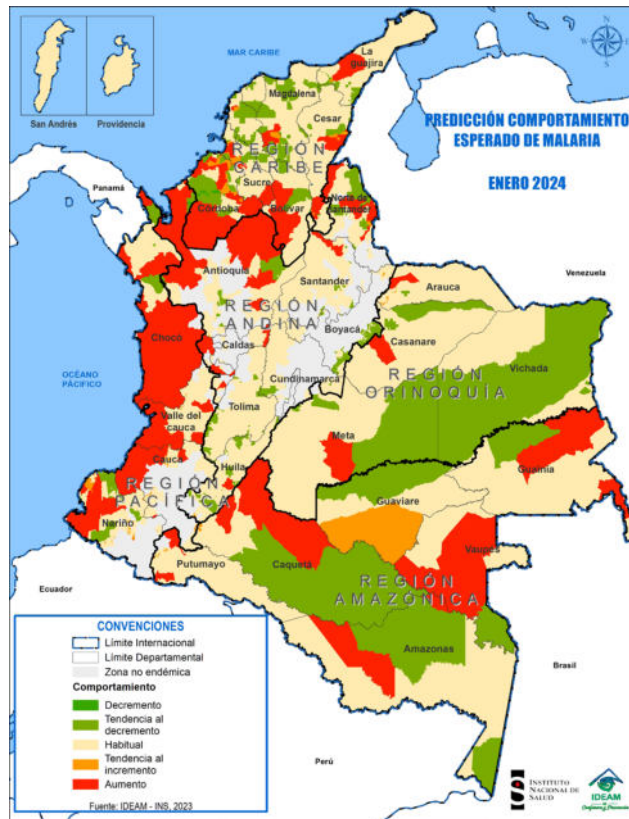 MAR CARIBE
La
guajira
Magdalena
San Andrés
Providencia
Cesar
PREDICCIÓN COMPORTAMIENTO
ESPERADO DE MALARIA
REGIÓN
CARIBE
ENERO 2024
Panamá
Sucre
Norte de
santander
Córdoba
Bolívar
Venezuela
Antioquia
Santander
Arauca
REGIÓN
ANDINA
Boyacá
Chocó
Casanare
OCÉANO
PÁCIFICO
Caldas
Vichada
REGIÓN
ORINOQUÍA
Cundinamarca
Tolima
Valle del
cauca
Meta
Cauca
Guainía
Huila
REGIÓN
PACÍFICA
Guaviare
Nariño
Vaupés
Putumayo
Caquetá
Ecuador
REGIÓN
AMAZÓNICA
CONVENCIONES
Límite Internacional
Límite Departamental
Zona no endémica
Comportamiento
Decremento
Tendencia al
decremento
Habitual
Tendencia al
incremento
Aumento
Fuente: IDEAM - INS, 2023
Amazonas
Brasil
Perú
INSTITUTO
NACIONAL DE
SALUD
IDEAM